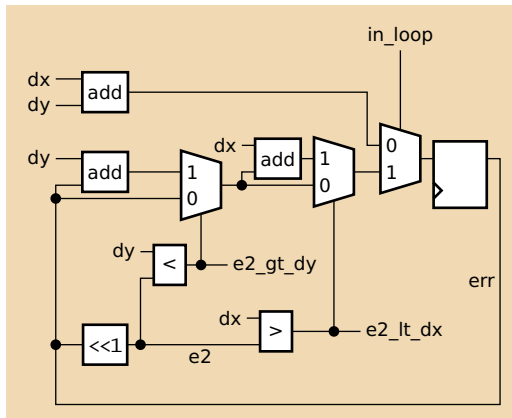 in_loop
dx
dy
add
0
1
dy
add
1
0
dx
add
1
0
dy
<
e2_gt_dy
err
dx
>
e2_lt_dx
<<1
e2